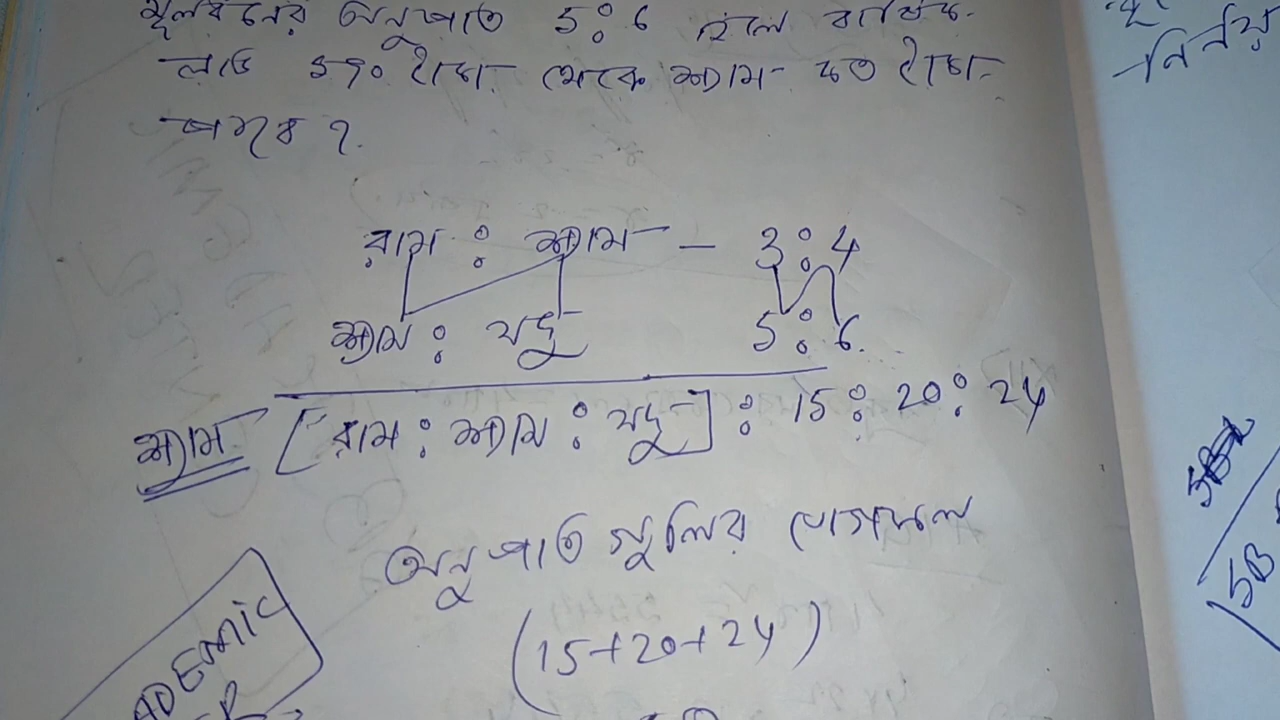 মূলধনের অনুপাত 5:6 হলে বার্ষিক
লাভ ১৭০ টাকা থেকে শ্যাম কত টাকা
পাবে?
রাম : শ্যাম — 3:4
শ্যাম : যদু 5:6
শ্যাম [রাম : শ্যাম : যদু] : 15:20:24
অনুপাত গুলির যোগফল
(15+20+24)
নির্ণয়